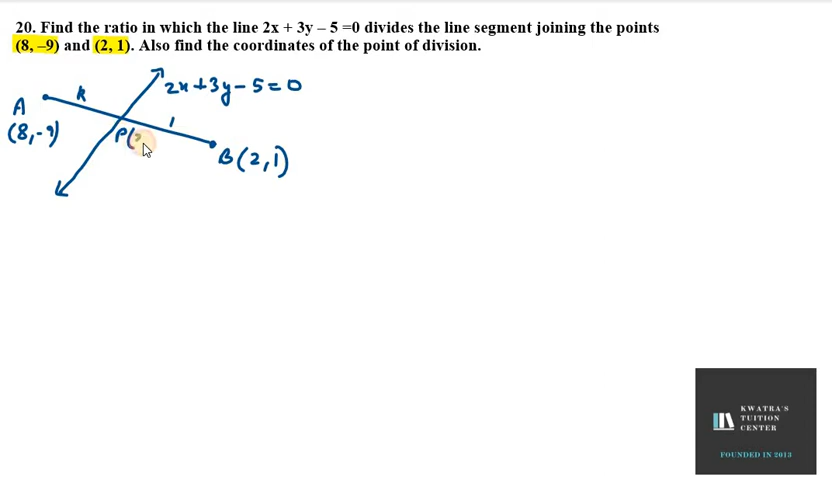 20. Find the ratio in which the line 2x + 3y – 5 =0 divides the line segment joining the points
(8, –9) and (2, 1). Also find the coordinates of the point of division.
k
2x+3y-5=0
A
(8,-9)
1
P(
B(2,1)
KWATRA'S
TUITION
CENTER
FOUNDED IN 2013